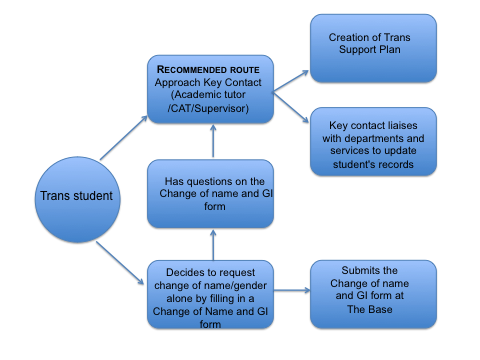 Creation of Trans
Support Plan
RECOMMENDED ROUTE
Approach Key Contact
(Academic tutor
/CAT/Supervisor)
Key contact liaises
with departments and
services to update
student's records
Trans student
Has questions on the
Change of name and GI
form
Decides to request
change of name/gender
alone by filling in a
Change of Name and GI
form
Submits the
Change of name
and GI form at
The Base